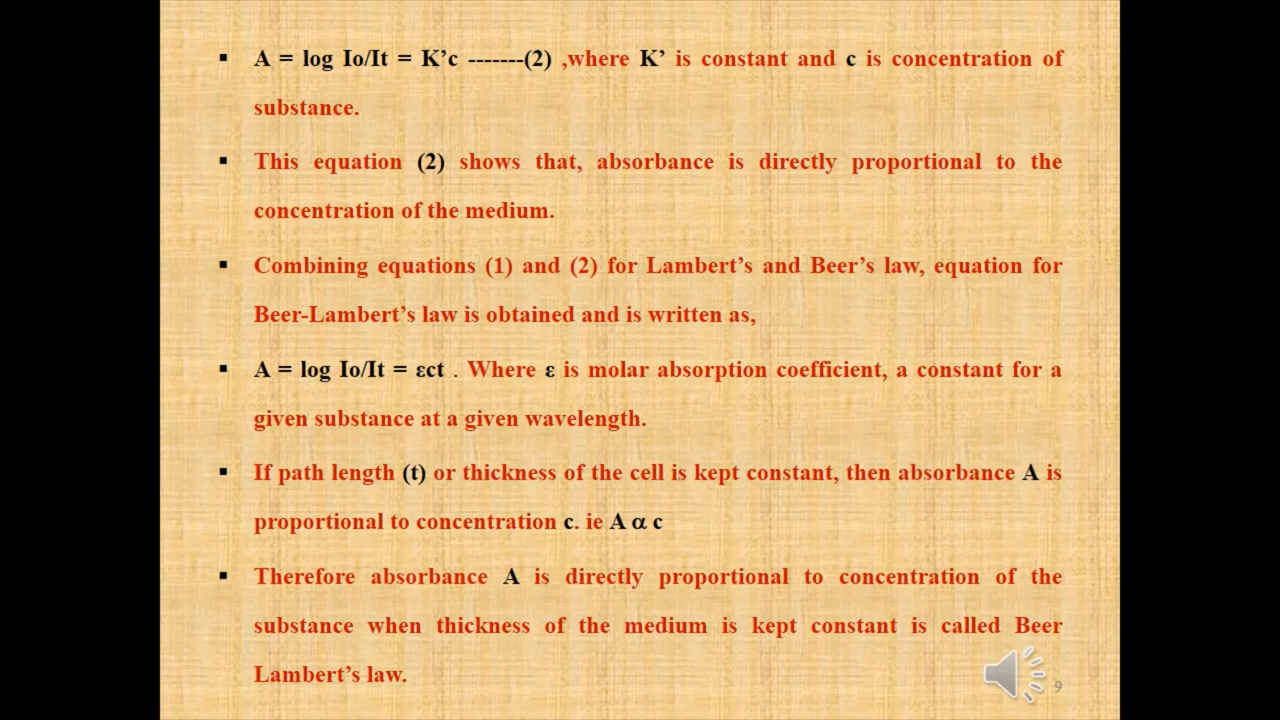 ▪ A = log Io/It = K’c -------(2) ,where K’ is constant and c is concentration of
substance.
▪ This equation (2) shows that, absorbance is directly proportional to the
concentration of the medium.
▪ Combining equations (1) and (2) for Lambert’s and Beer’s law, equation for
Beer-Lambert’s law is obtained and is written as,
▪ A = log Io/It = εct . Where ε is molar absorption coefficient, a constant for a
given substance at a given wavelength.
▪ If path length (t) or thickness of the cell is kept constant, then absorbance A is
proportional to concentration c. ie A α c
▪ Therefore absorbance A is directly proportional to concentration of the
substance when thickness of the medium is kept constant is called Beer
Lambert’s law.
9